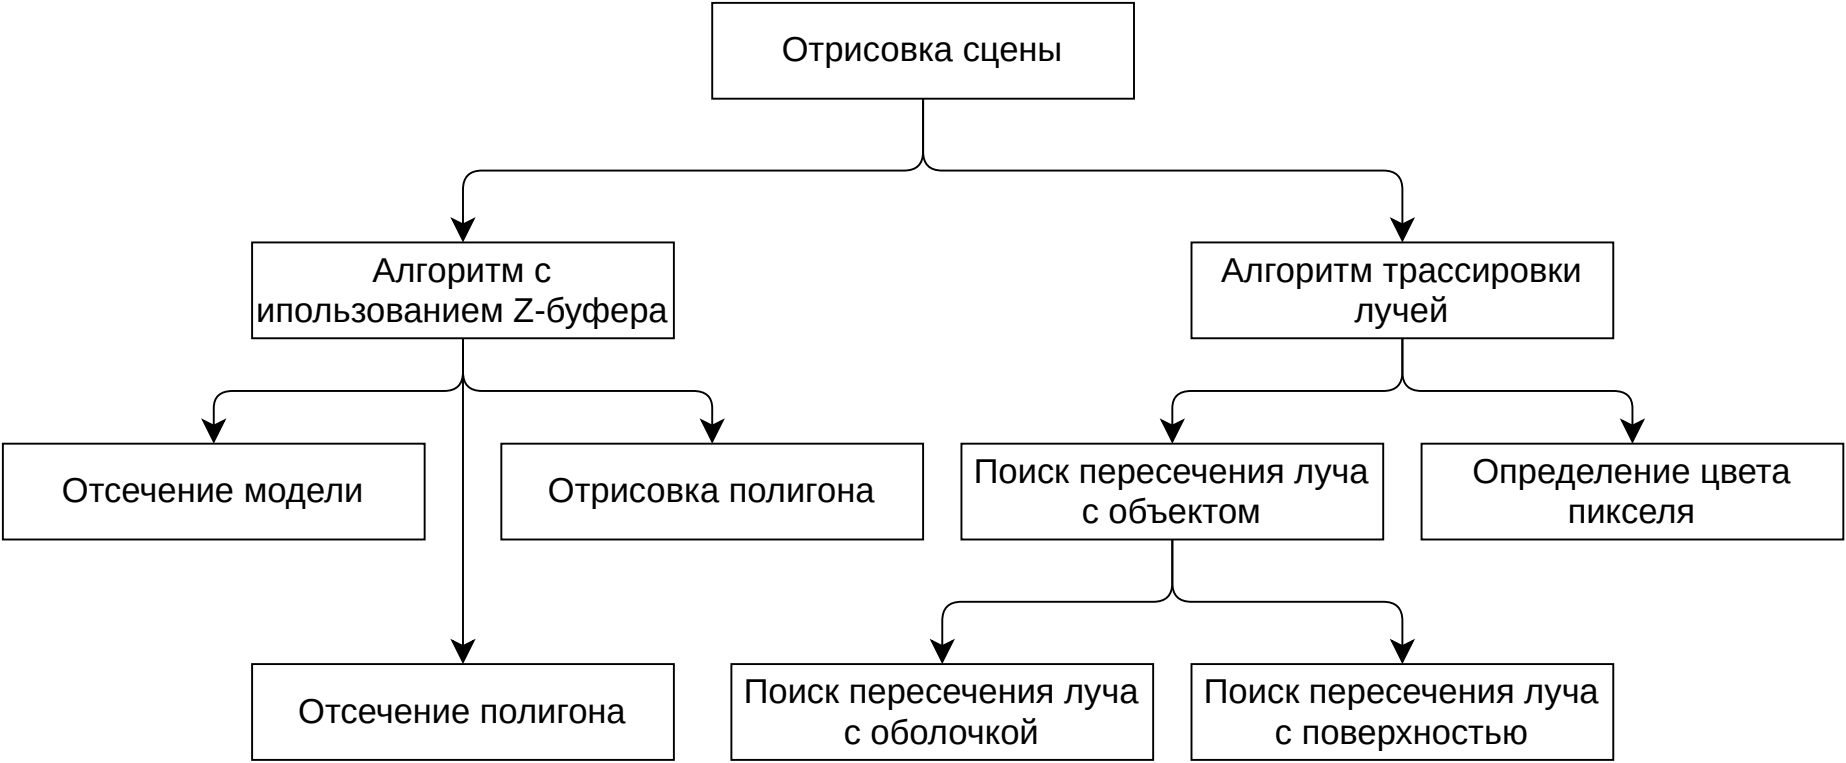 Отрисовка сцены
Алгоритм с
ипользованием Z-буфера
Алгоритм трассировки
лучей
Отсечение модели
Отрисовка полигона
Поиск пересечения луча
с объектом
Определение цвета
пикселя
Отсечение полигона
Поиск пересечения луча
с оболочкой
Поиск пересечения луча
с поверхностью